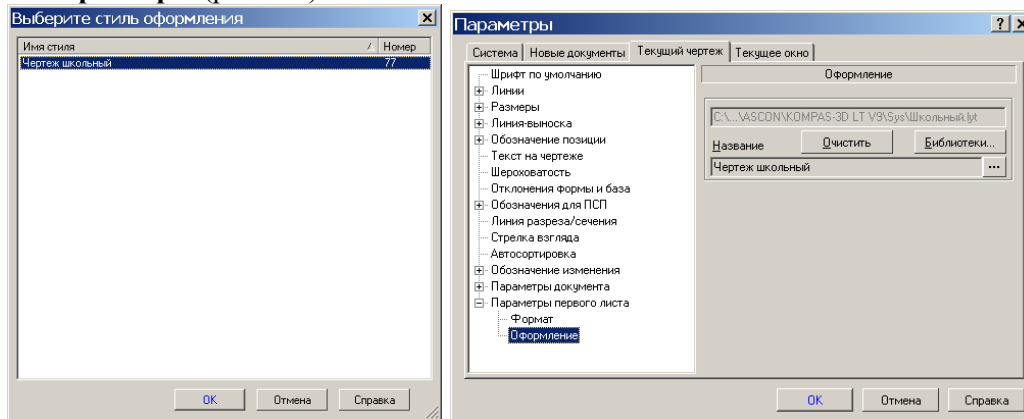 Выберите стиль оформления
Имя стиля Номер
Чертеж школьный 77
OK Отмена Справка
Параметры
Система Новые документы Текущий чертеж Текущее окно
Шрифт по умолчанию
Линии
Размеры
Линия-выноска
Обозначение позиции
Текст на чертеже
Шероховатость
Отклонения формы и база
Обозначения для ПСП
Линия разреза/сечения
Стрелка взгляда
Автосортировка
Обозначение изменения
Параметры документа
Параметры первого листа
Формат
Оформление
Оформление
C:\...\ASCON\KOMPAS-3D LT V9\Sys\Школьный.lyt
Название Очистить Библиотеки...
Чертеж школьный ...
OK Отмена Справка